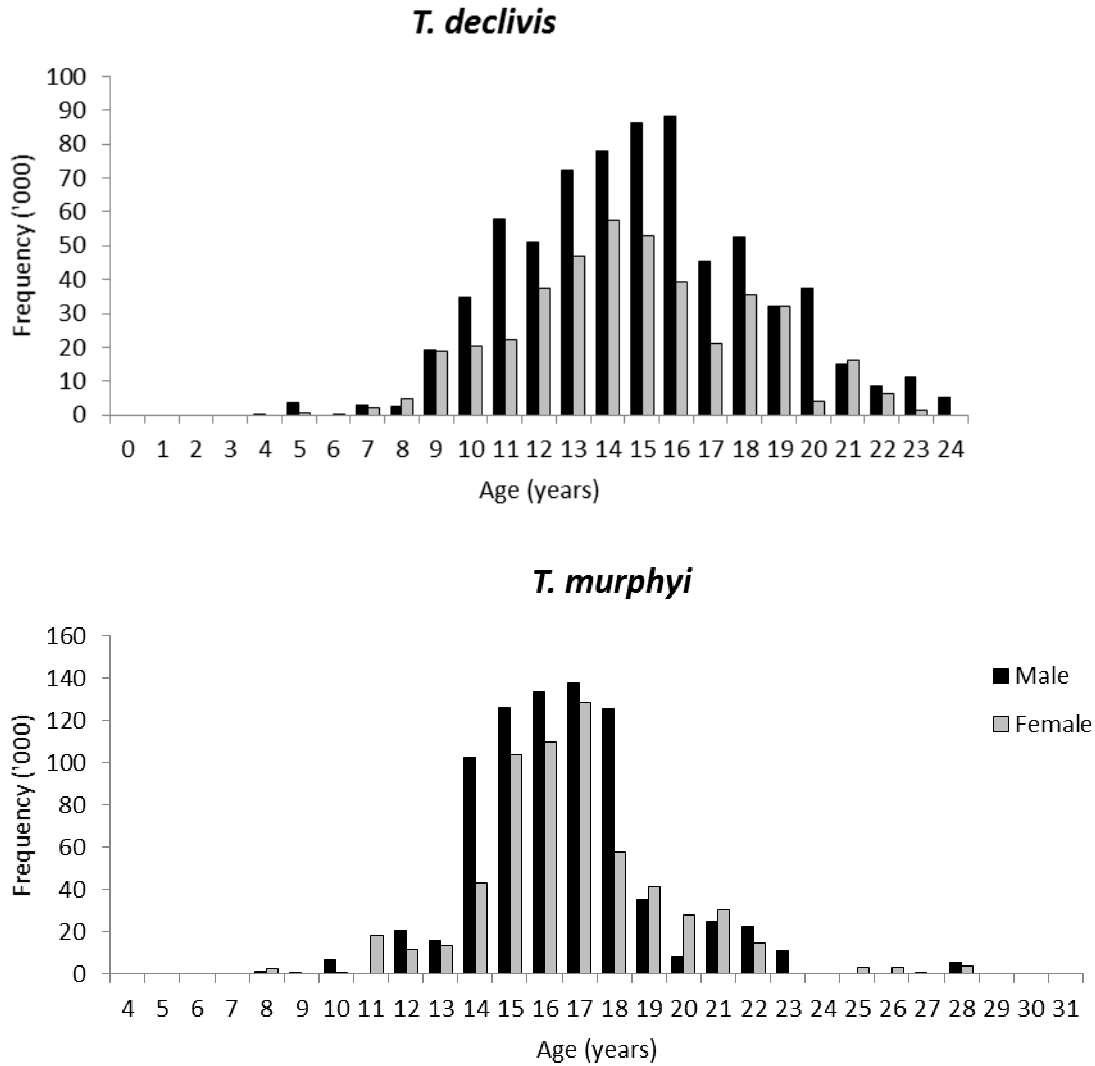 T. declivis
100
90
80
70
60
50
40
30
20
10
0
Frequency ('000)
0 1 2 3 4 5 6 7 8 9 10 11 12 13 14 15 16 17 18 19 20 21 22 23 24
Age (years)
T. murphyi
160
140
120
100
80
60
40
20
0
Frequency ('000)
Male
Female
4 5 6 7 8 9 10 11 12 13 14 15 16 17 18 19 20 21 22 23 24 25 26 27 28 29 30 31
Age (years)